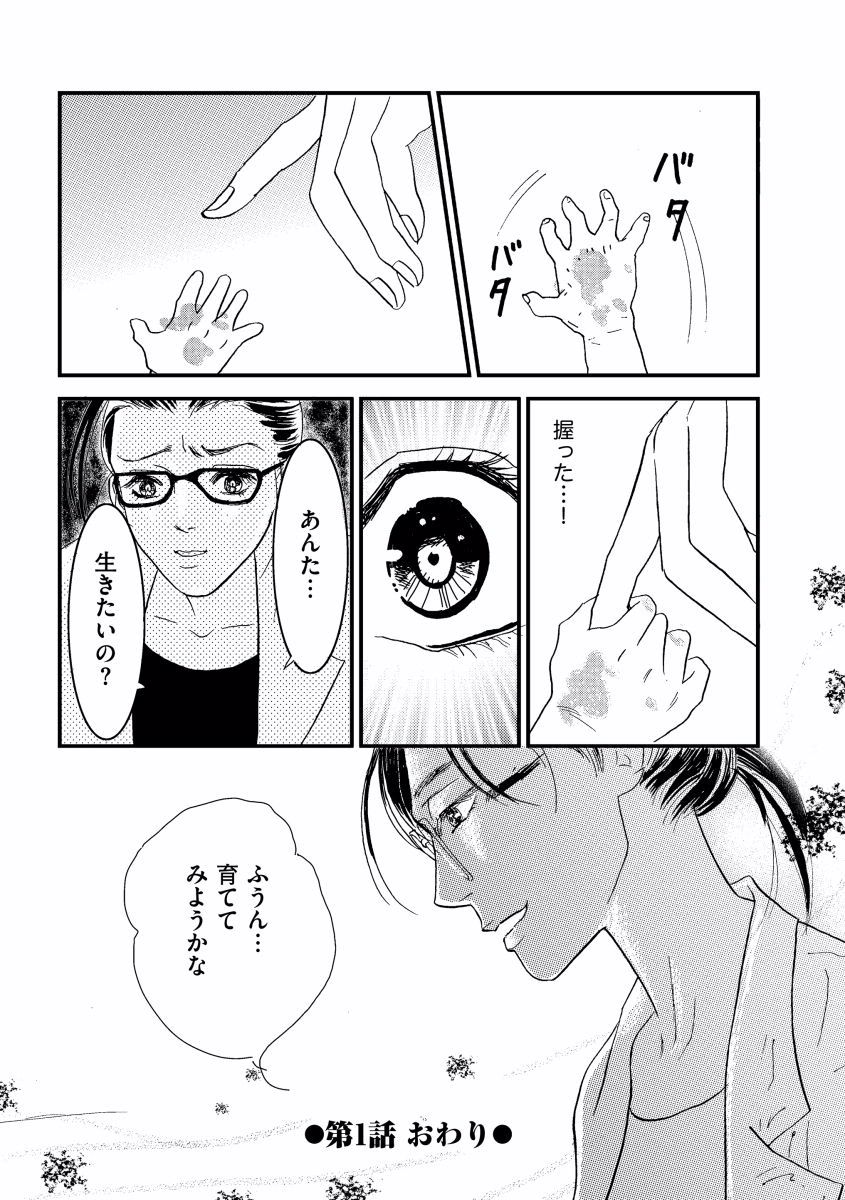 バタ
バタ
握った…！
あんた…
生きたいの？
ふうん…
育てて
みようかな
●第1話 おわり●